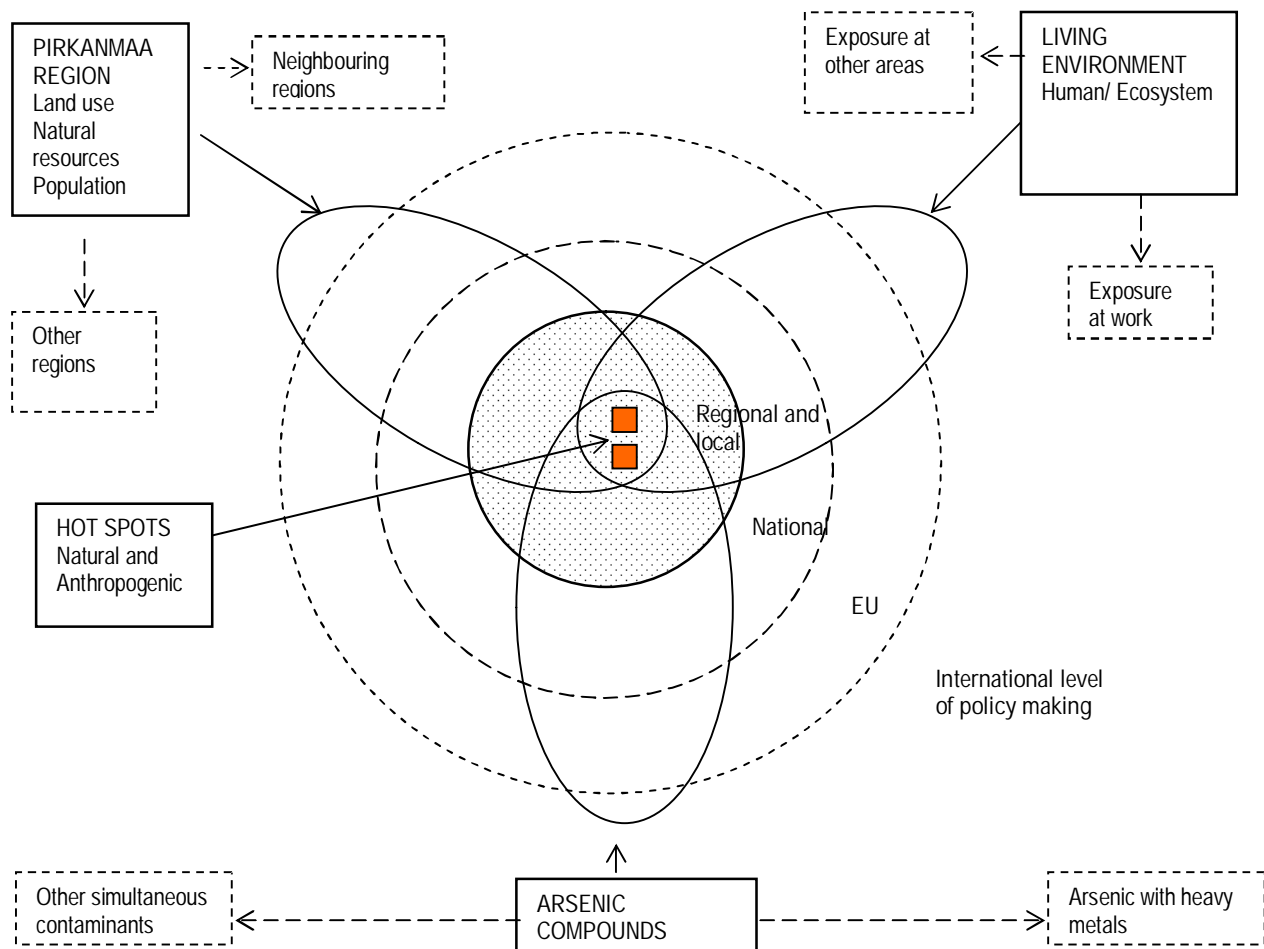 PIRKANMAA
REGION
Land use
Natural
resources
Population
Neighbouring
regions
Exposure at
other areas
LIVING
ENVIRONMENT
Human/ Ecosystem
Exposure
at work
Other
regions
Regional and
local
HOT SPOTS
Natural and
Anthropogenic
National
EU
International level
of policy making
Other simultaneous
contaminants
ARSENIC
COMPOUNDS
Arsenic with heavy
metals